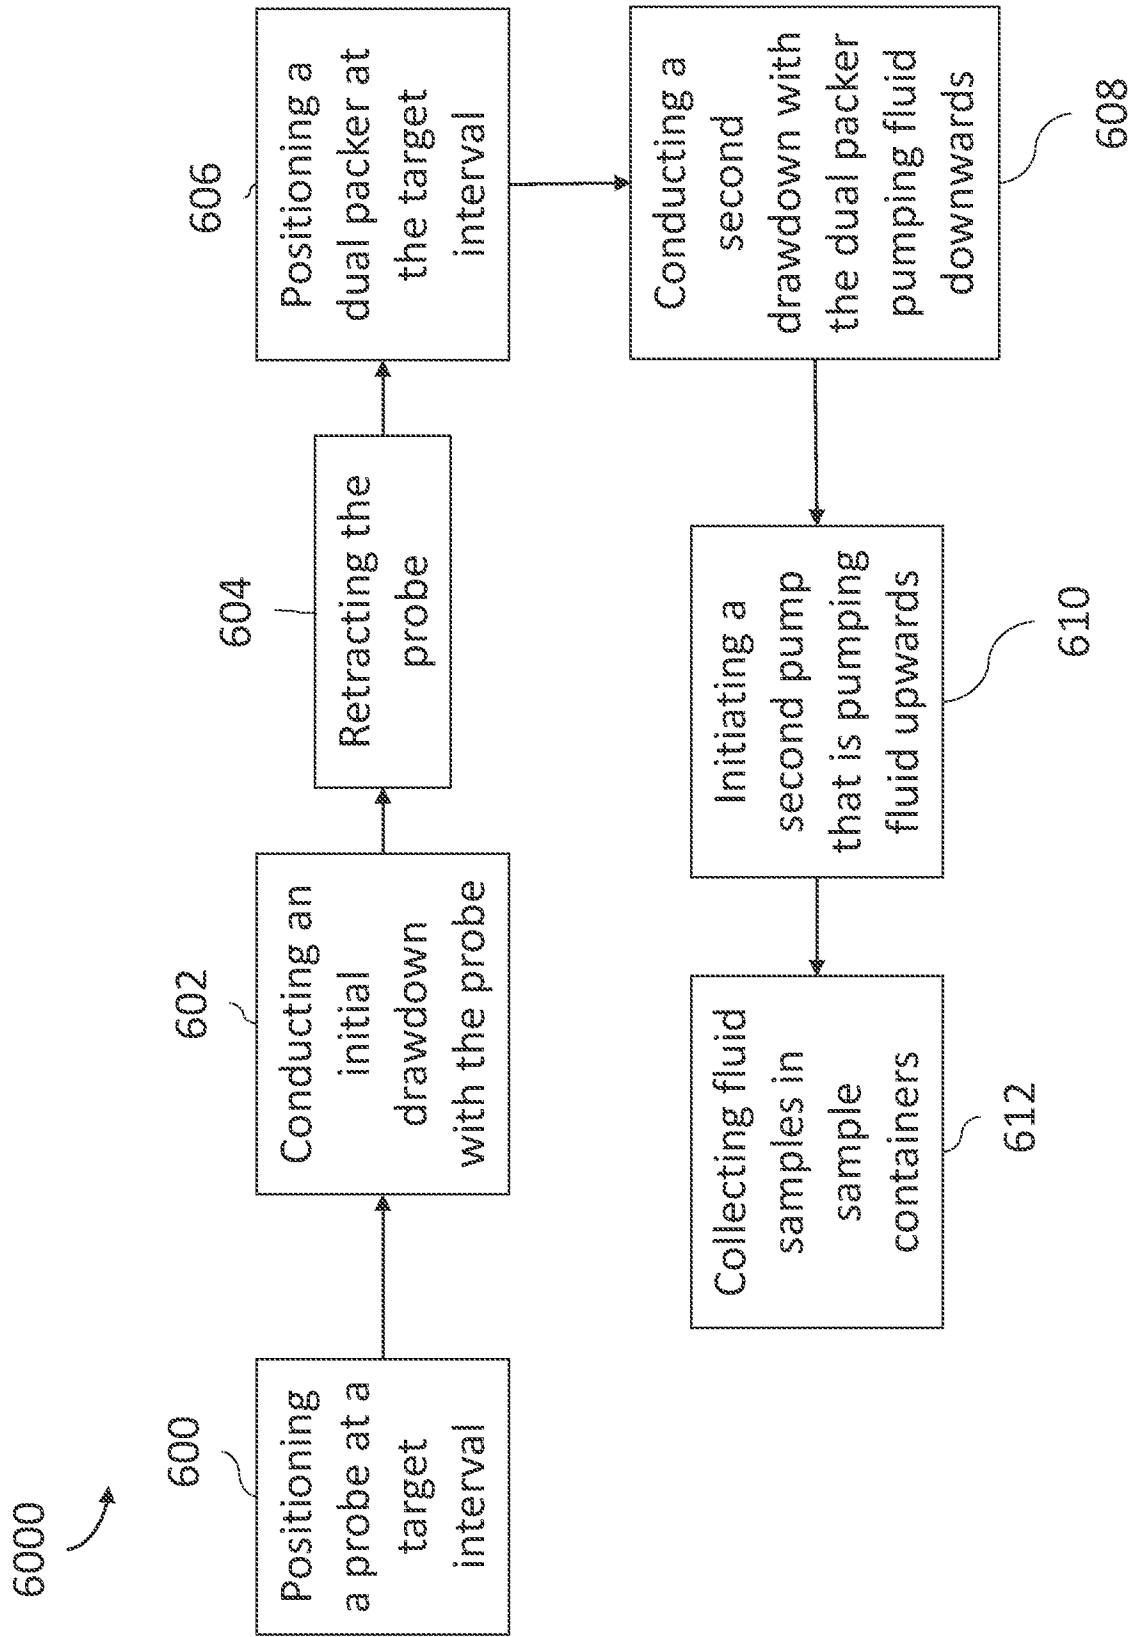 6000
600
Positioning
a probe at a
target
interval
602
Conducting an
initial
drawdown
with the probe
604
Retracting the
probe
606
Positioning a
dual packer at
the target
interval
Conducting a
second
drawdown with
the dual packer
pumping fluid
downwards
608
Initiating a
second pump
that is pumping
fluid upwards
610
Collecting fluid
samples in
sample
containers
612